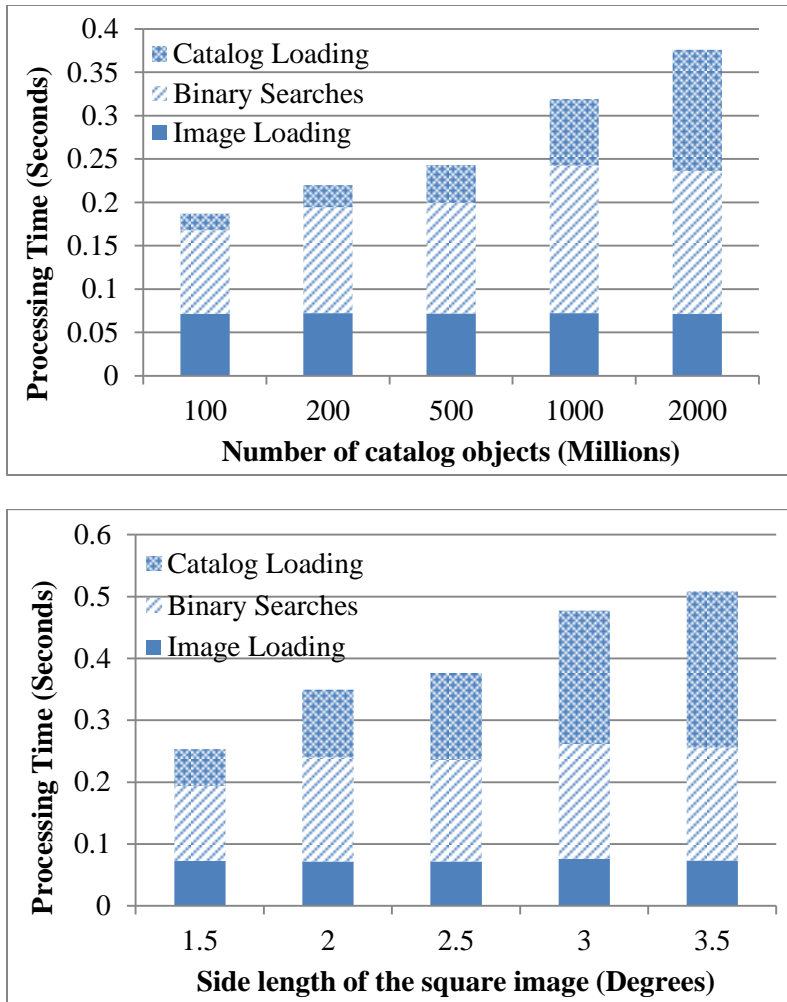 0.4
0.35
0.3
0.25
0.2
0.15
0.1
0.05
0
Processing Time (Seconds)
Catalog Loading
Binary Searches
Image Loading
100 200 500 1000 2000
Number of catalog objects (Millions)
0.6
0.5
0.4
0.3
0.2
0.1
0
Processing Time (Seconds)
Catalog Loading
Binary Searches
Image Loading
1.5 2 2.5 3 3.5
Side length of the square image (Degrees)